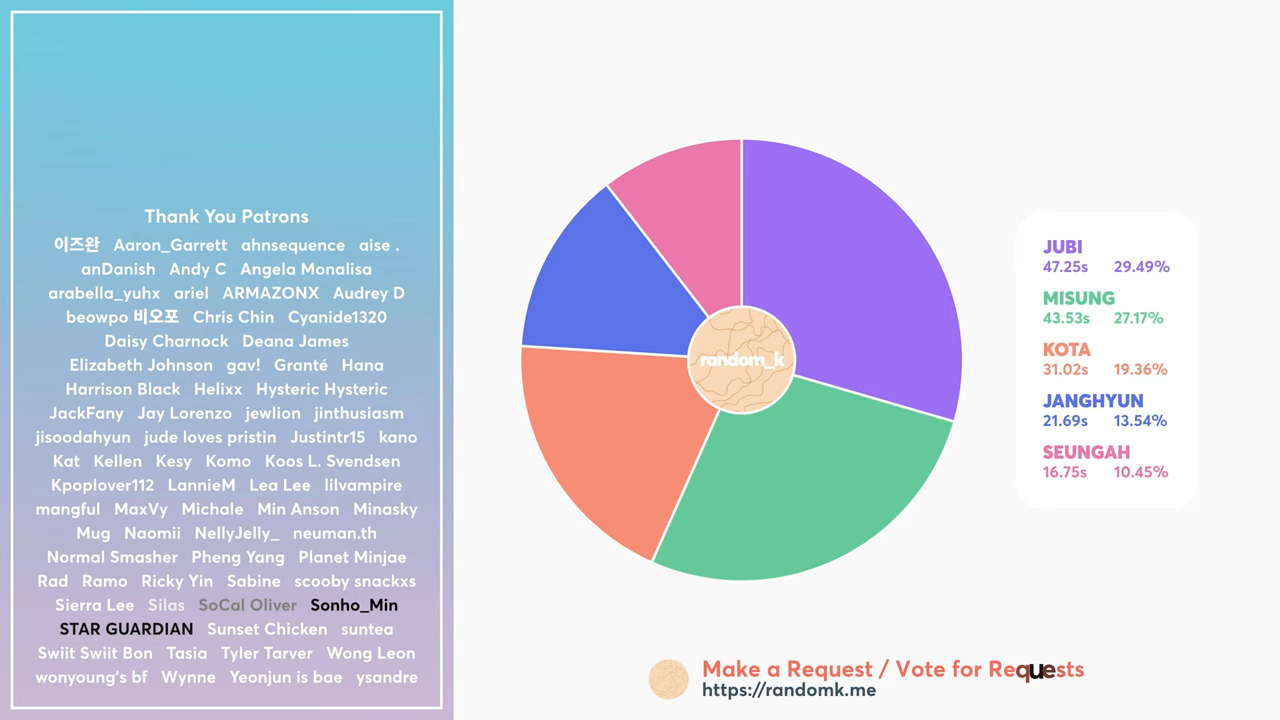 Thank You Patrons
이즈완 Aaron_Garrett ahnsequence aise .
anDanish Andy C Angela Monalisa
arabella_yuhx ariel ARMAZONX Audrey D
beowpo 비오포 Chris Chin Cyanide1320
Daisy Charnock Deana James
Elizabeth Johnson gav! Granté Hana
Harrison Black Helixx Hysteric Hysteric
JackFany Jay Lorenzo jewlion jinthusiasm
jisoodahyun jude loves pristin Justintr15 kano
Kat Kellen Kesy Komo Koos L. Svendsen
Kpoplover112 LannieM Lea Lee lilvampire
mangful MaxVy Michale Min Anson Minasky
Mug Naomii NellyJelly_ neuman.th
Normal Smasher Pheng Yang Planet Minjae
Rad Ramo Ricky Yin Sabine scooby snackxs
Sierra Lee Silas SoCal Oliver Sonho_Min
STAR GUARDIAN Sunset Chicken suntea
Swiit Swiit Bon Tasia Tyler Tarver Wong Leon
wonyoung's bf Wynne Yeonjun is bae ysandre
random_k
JUBI
47.25s 29.49%
MISUNG
43.53s 27.17%
KOTA
31.02s 19.36%
JANGHYUN
21.69s 13.54%
SEUNGAH
16.75s 10.45%
Make a Request / Vote for Requests
https://randomk.me